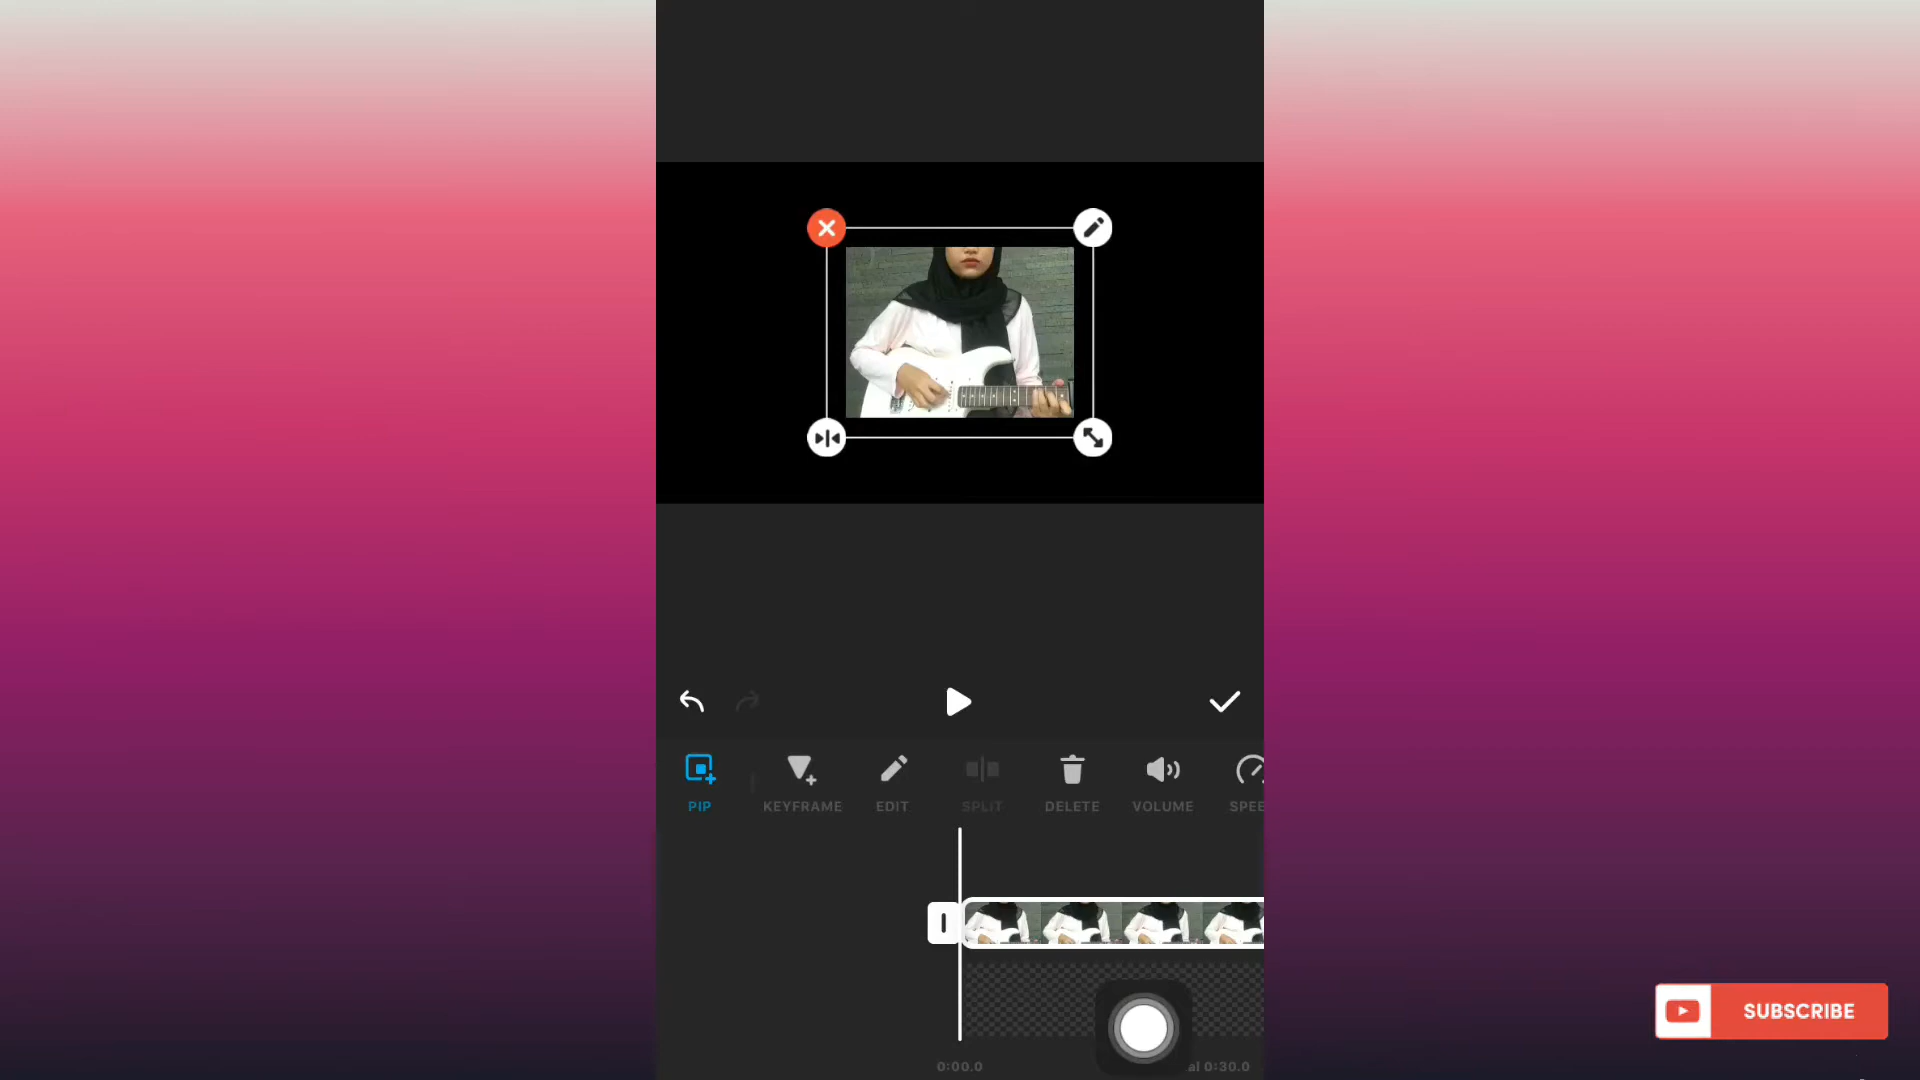 PIP
KEYFRAME
EDIT
SPLIT
DELETE
VOLUME
SPEE
SUBSCRIBE
0:00.0
al 0:30.0